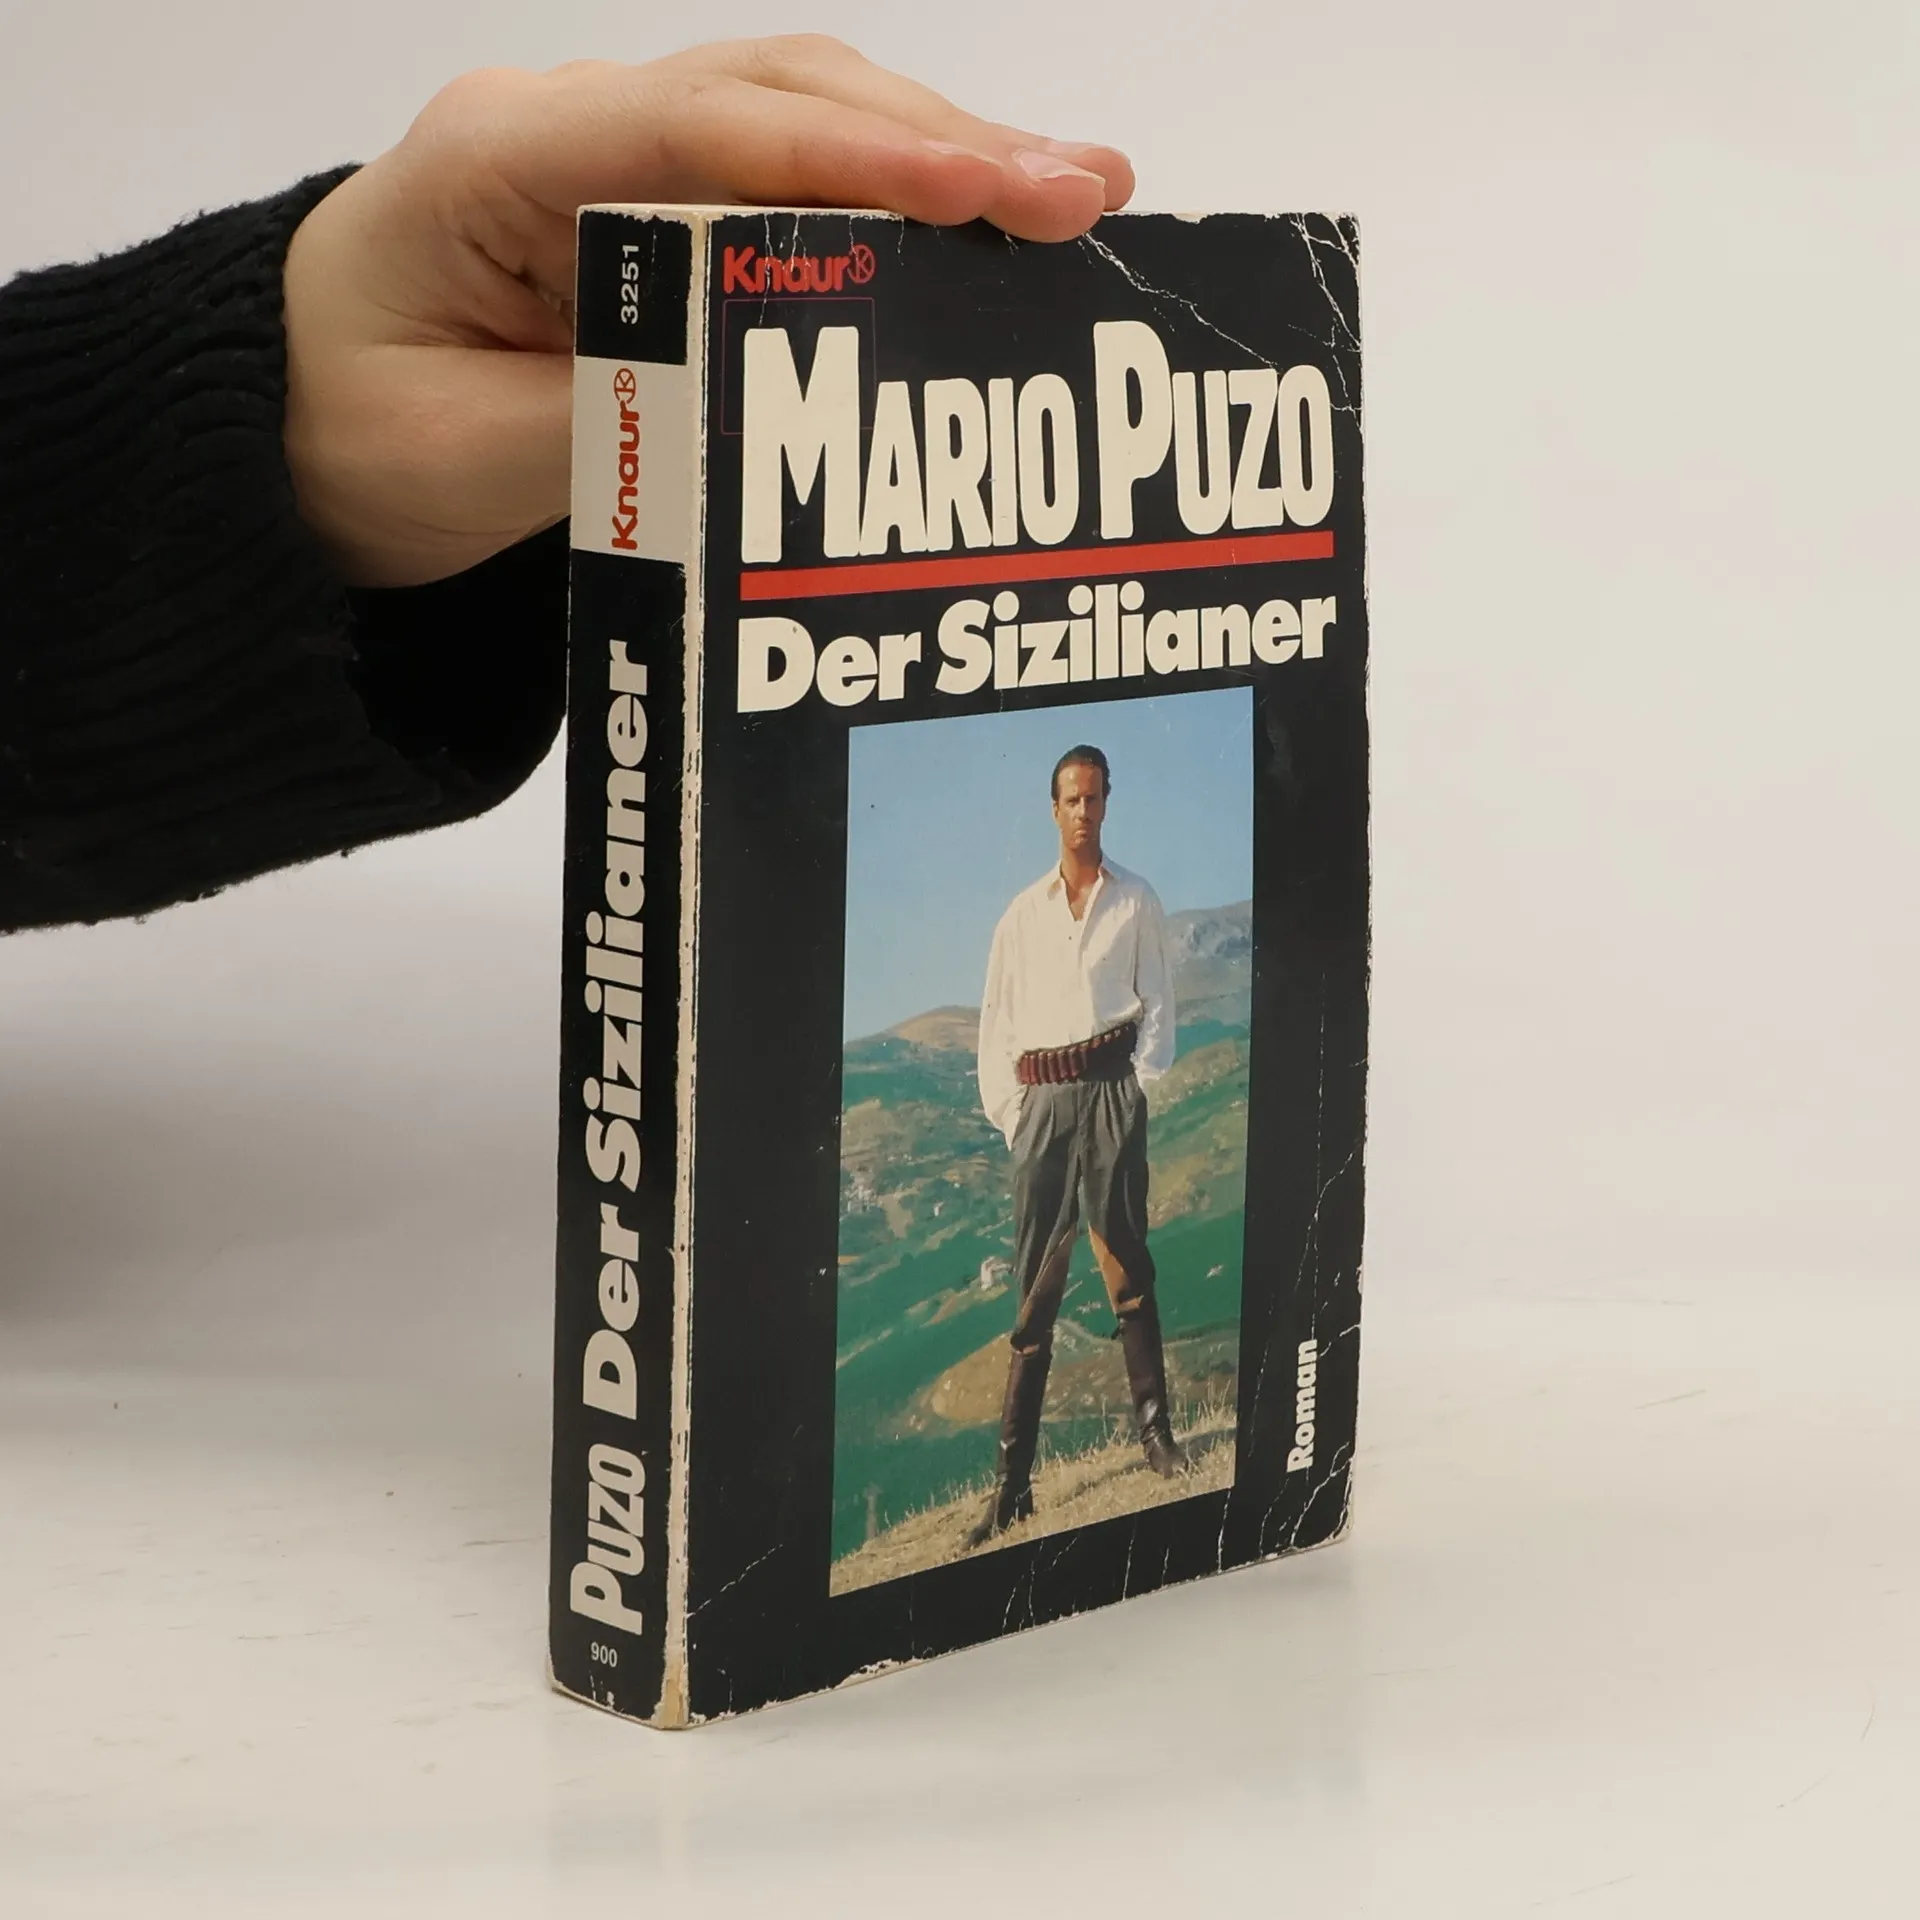 3251
Knaur
PUZO Der Sizilianer
900
Knaur
MARIO PUZO
Der Sizilianer
Roman